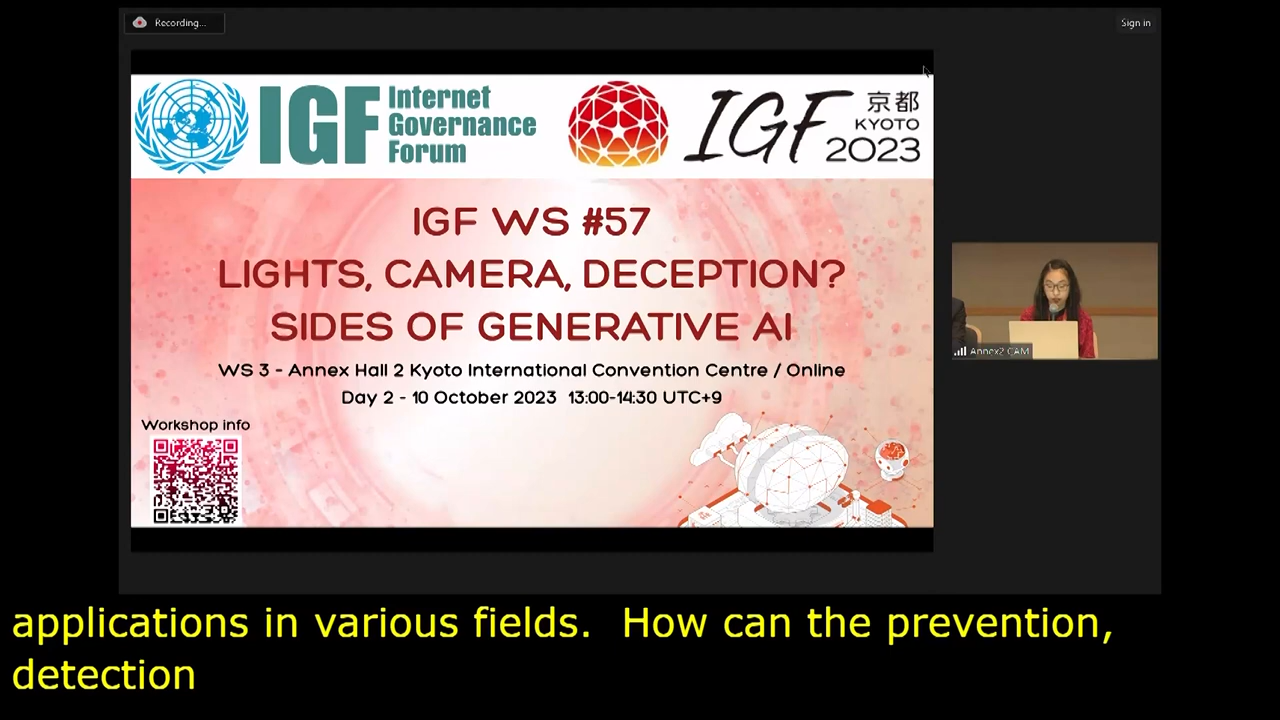 Recording...
Sign in
IGF Internet
Governance
Forum
IGF 京都
KYOTO
2023
IGF WS #57
LIGHTS, CAMERA, DECEPTION?
SIDES OF GENERATIVE AI
WS 3 - Annex Hall 2 Kyoto International Convention Centre / Online
Day 2 - 10 October 2023 13:00-14:30 UTC+9
Workshop info
Annex2 CAM
applications in various fields. How can the prevention,
detection